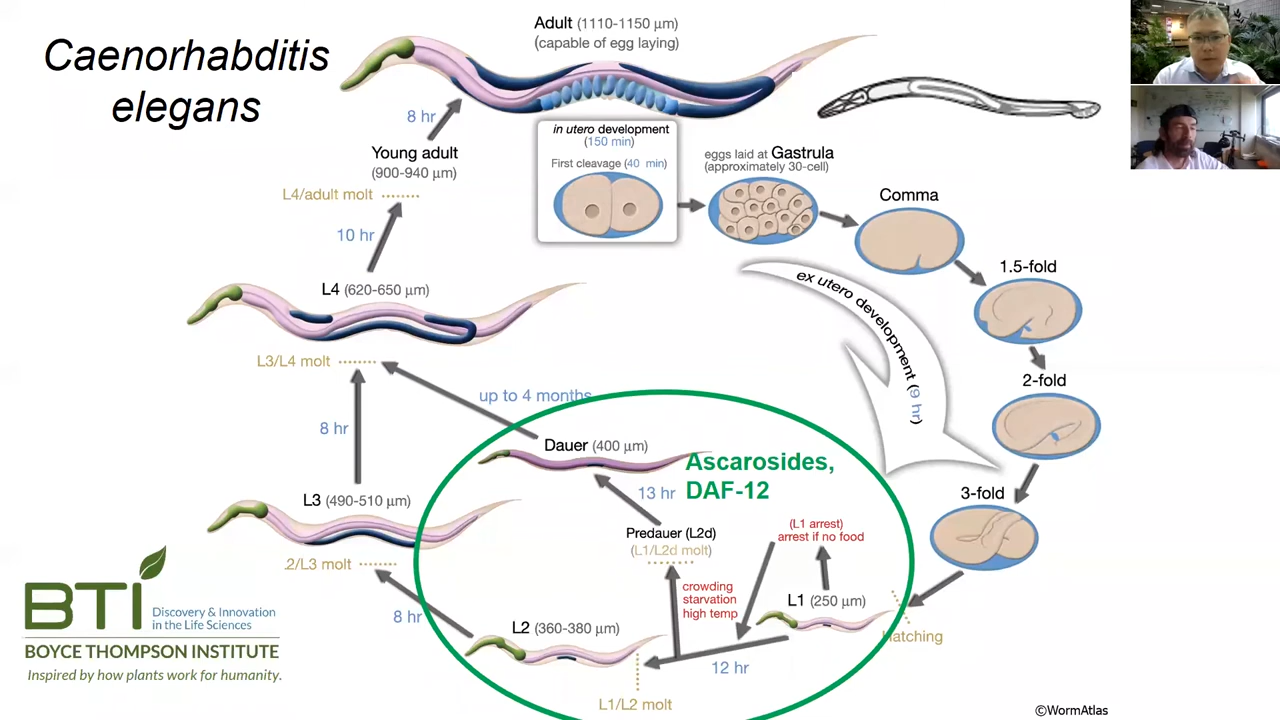 Caenorhabditis
elegans
Adult (1110-1150 μm)
(capable of egg laying)
8 hr
Young adult
(900-940 μm)
L4/adult molt
10 hr
L4 (620-650 μm)
L3/L4 molt
8 hr
up to 4 months
L3 (490-510 μm)
.2/L3 molt
8 hr
in utero development
(150 min)
First cleavage (40 min)
eggs laid at Gastrula
(approximately 30-cell)
Comma
1.5-fold
2-fold
3-fold
ex utero development (9 hr)
Dauer (400 μm)
Ascarosides,
DAF-12
13 hr
Predauer (L2d)
(L1/L2d molt)
(L1 arrest)
arrest if no food
crowding
starvation
high temp
L1 (250 μm)
Hatching
L2 (360-380 μm)
12 hr
L1/L2 molt
BTI
Discovery & Innovation
in the Life Sciences
BOYCE THOMPSON INSTITUTE
Inspired by how plants work for humanity.
©WormAtlas